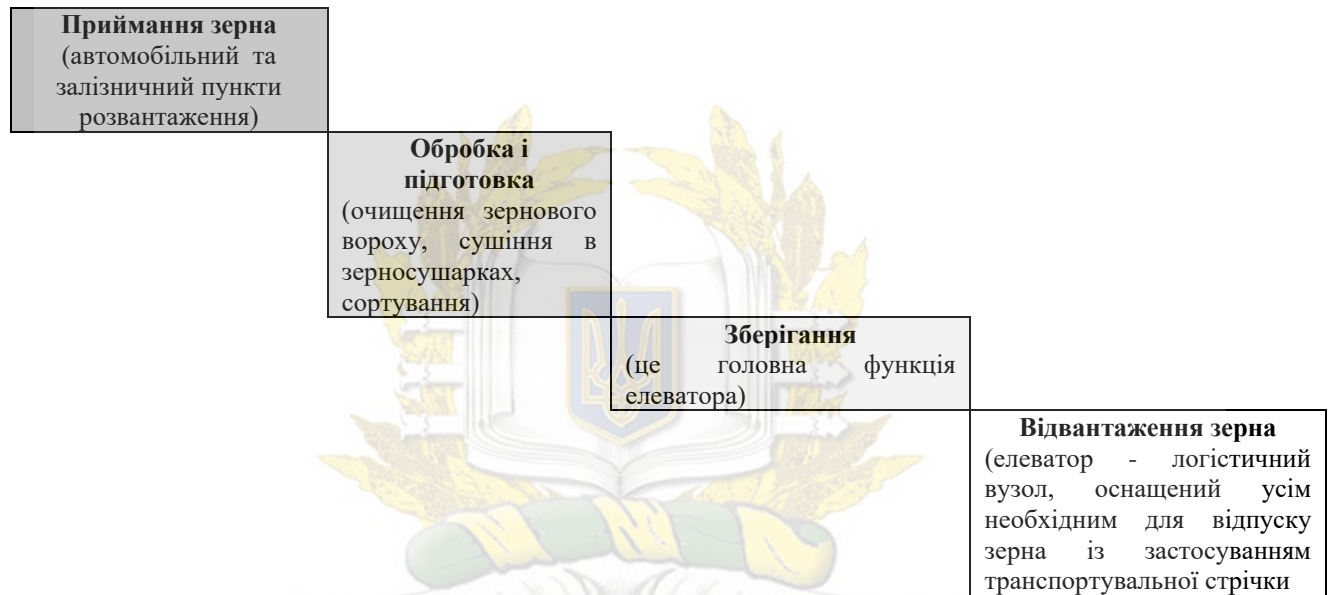 Приймання зерна
(автомобільний та
залізничний пункти
розвантаження)
Обробка і
підготовка
(очищення зернового
вороху, сушіння в
зерносушарках,
сортування)
Зберігання
(це головна функція
елеватора)
Відвантаження зерна
(елеватор - логістичний
вузол, оснащений усім
необхідним для відпуску
зерна із застосуванням
транспортувальної стрічки